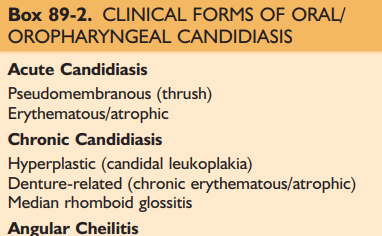 Box 89-2. CLINICAL FORMS OF ORAL/
OROPHARYNGEAL CANDIDIASIS
Acute Candidiasis
Pseudomembranous (thrush)
Erythematous/atrophic
Chronic Candidiasis
Hyperplastic (candidal leukoplakia)
Denture-related (chronic erythematous/atrophic)
Median rhomboid glossitis
Angular Cheilitis